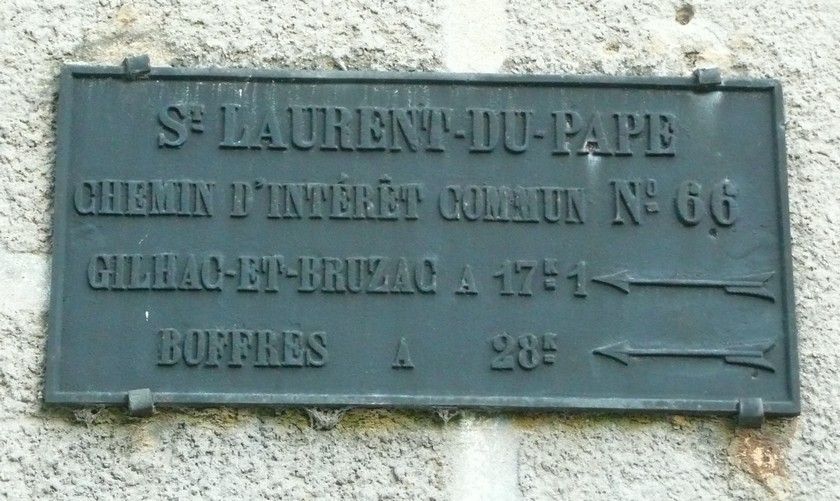 Sᵀ LAURENT-DU-PAPE
CHEMIN D'INTÉRÊT COMMUN Nº 66
GILHAC-ET-BRUZAC A 17ᴷ 1
BOFFRES A 28ᴷ